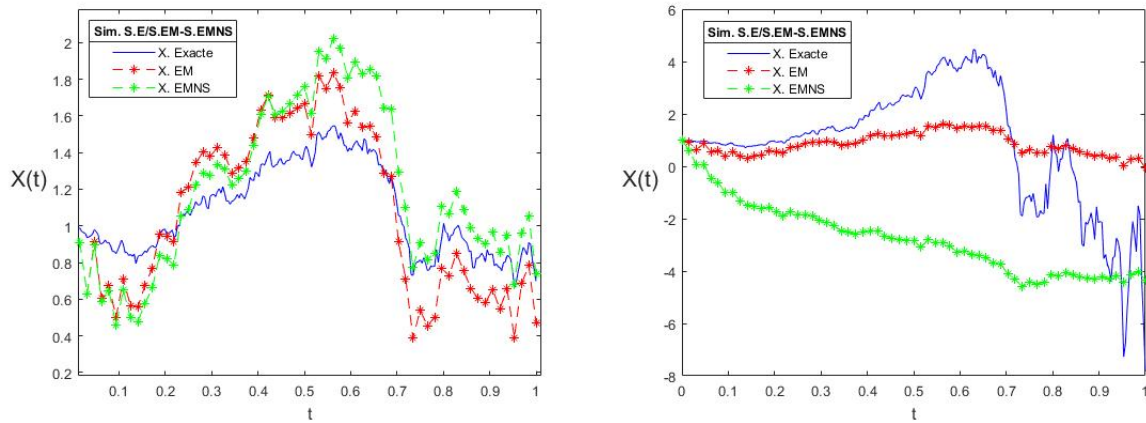 Sim. S.E/S.EM-S.EMNS
X. Exacte
X. EM
X. EMNS
2
1.8
1.6
1.4
1.2
1
0.8
0.6
0.4
0.2
X(t)
0.1 0.2 0.3 0.4 0.5 0.6 0.7 0.8 0.9 1
t
Sim. S.E/S.EM-S.EMNS
X. Exacte
X. EM
X. EMNS
6
4
2
0
-2
-4
-6
-8
X(t)
0 0.1 0.2 0.3 0.4 0.5 0.6 0.7 0.8 0.9 1
t